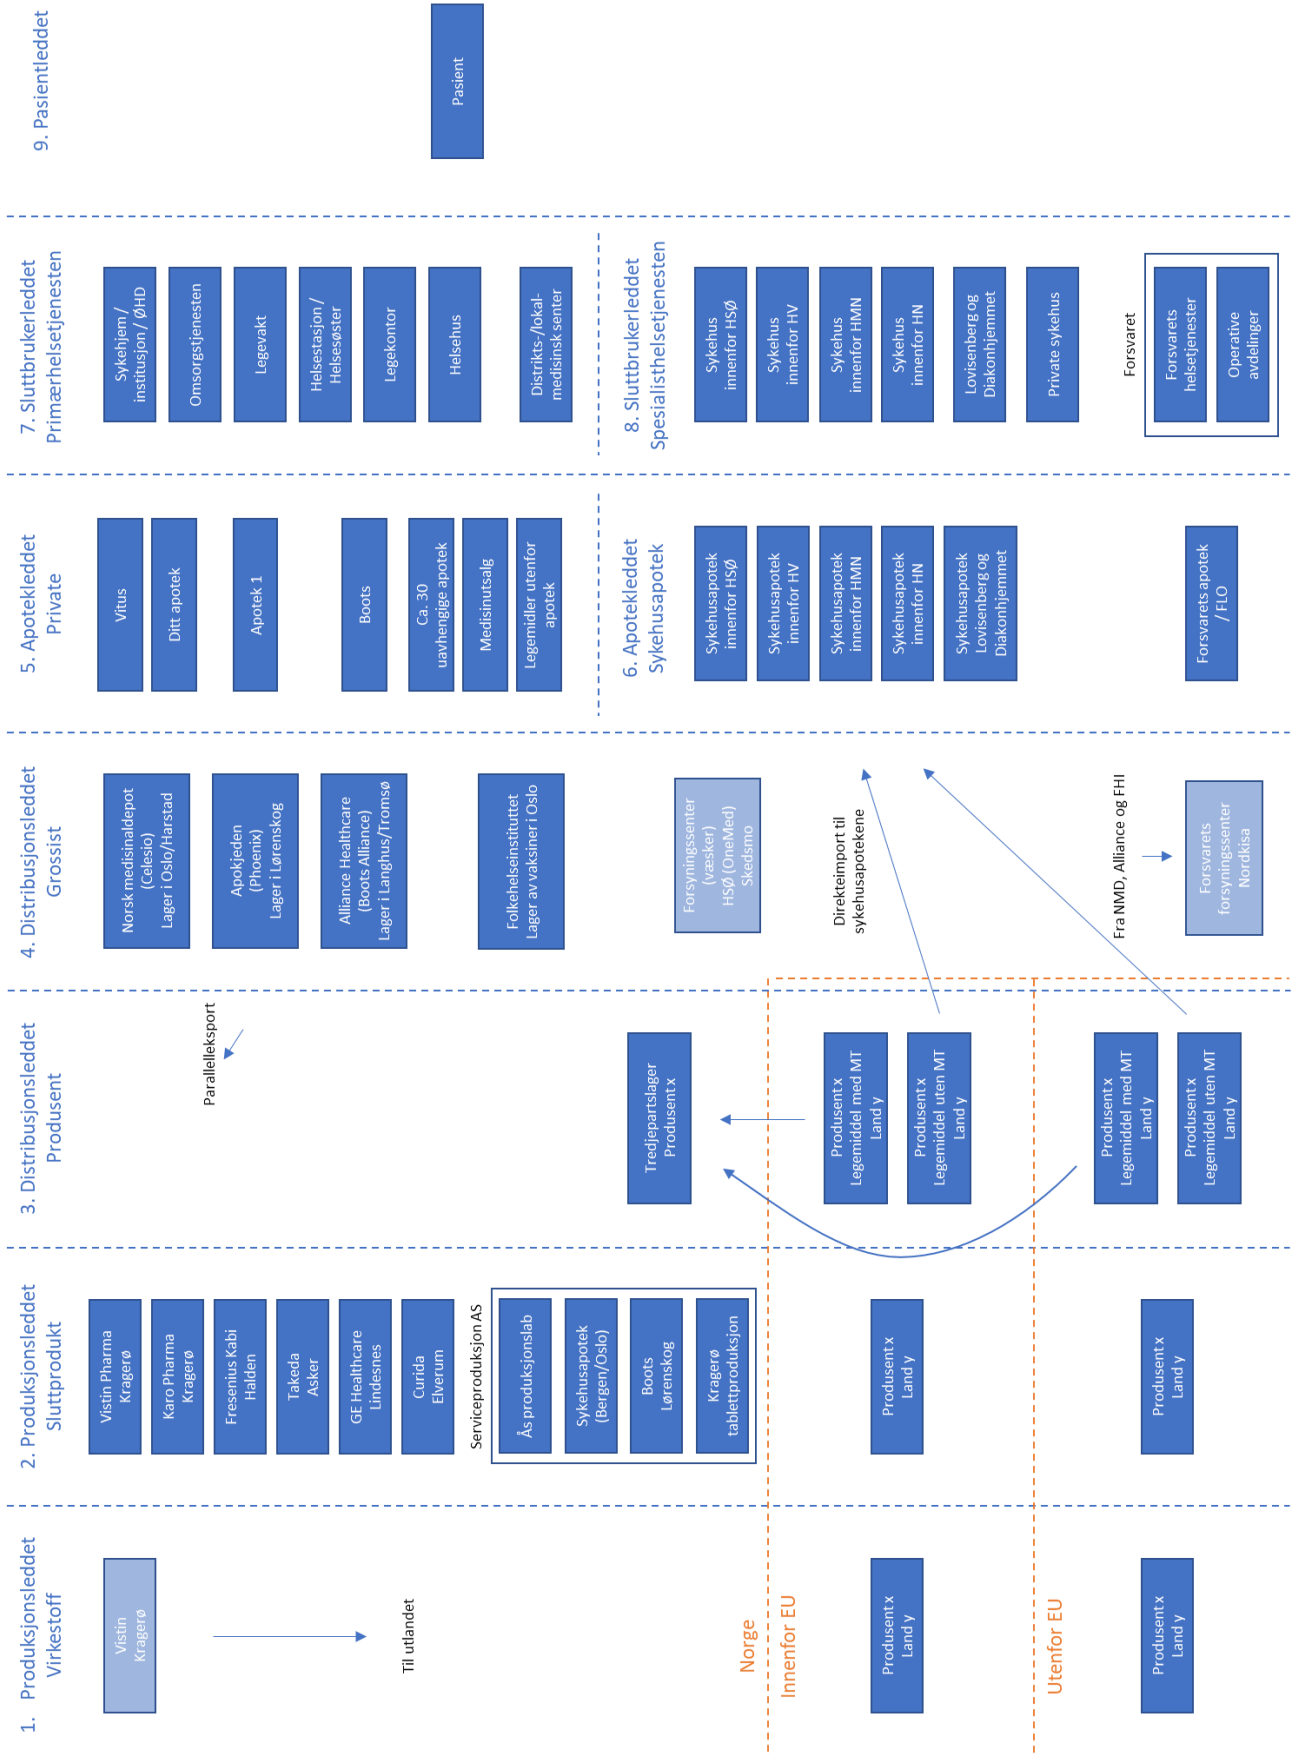 1. Produksjonsleddet
Virkestoff
Vistin
Kragerø
Til utlandet
Norge
Innenfor EU
Produsent x
Land y
Utenfor EU
Produsent x
Land y
2. Produksjonsleddet
Sluttprodukt
Vistin Pharma
Kragerø
Karo Pharma
Kragerø
Fresenius Kabi
Halden
Takeda
Asker
GE Healthcare
Lindesnes
Curida
Elverum
Serviceproduksjon AS
Ås produksjonslab
Sykehusapotek
(Bergen/Oslo)
Boots
Lørenskog
Kragerø
tablettproduksjon
Produsent x
Land y
Produsent x
Land y
3. Distribusjonsleddet
Produsent
Parallelleksport
Tredjepartslager
Produsent x
Produsent x
Legemiddel med MT
Land y
Produsent x
Legemiddel uten MT
Land y
Produsent x
Legemiddel med MT
Land y
Produsent x
Legemiddel uten MT
Land y
4. Distribusjonsleddet
Grossist
Norsk medisinaldepot
(Celesio)
Lager i Oslo/Harstad
Apokjeden
(Phoenix)
Lager i Lørenskog
Alliance Healthcare
(Boots Alliance)
Lager i Langhus/Tromsø
Folkehelseinstituttet
Lager av vaksiner i Oslo
Forsyningssenter
(væsker)
HSØ (OneMed)
Skedsmo
Direkteimport til
sykehusapotekene
Fra NMD, Alliance og FHI
Forsvarets
forsyningssenter
Nordkisa
5. Apotekleddet
Private
Vitus
Ditt apotek
Apotek 1
Boots
Ca. 30
uavhengige apotek
Medisinutsalg
Legemidler utenfor
apotek
6. Apotekleddet
Sykehusapotek
Sykehusapotek
innenfor HSØ
Sykehusapotek
innenfor HV
Sykehusapotek
innenfor HMN
Sykehusapotek
innenfor HN
Sykehusapotek
Lovisenberg og
Diakonhjemmet
Forsvarets apotek
/ FLO
7. Sluttbrukerleddet
Primærhelsetjenesten
Sykehjem /
institusjon / ØHD
Omsorgstjenesten
Legevakt
Helsestasjon /
Helsesøster
Legekontor
Helsehus
Distrikts-/lokal-
medisinsk senter
8. Sluttbrukerleddet
Spesialisthelsetjenesten
Sykehus
innenfor HSØ
Sykehus
innenfor HV
Sykehus
innenfor HMN
Sykehus
innenfor HN
Lovisenberg og
Diakonhjemmet
Private sykehus
Forsvaret
Forsvarets
helsetjenester
Operative
avdelinger
9. Pasientleddet
Pasient